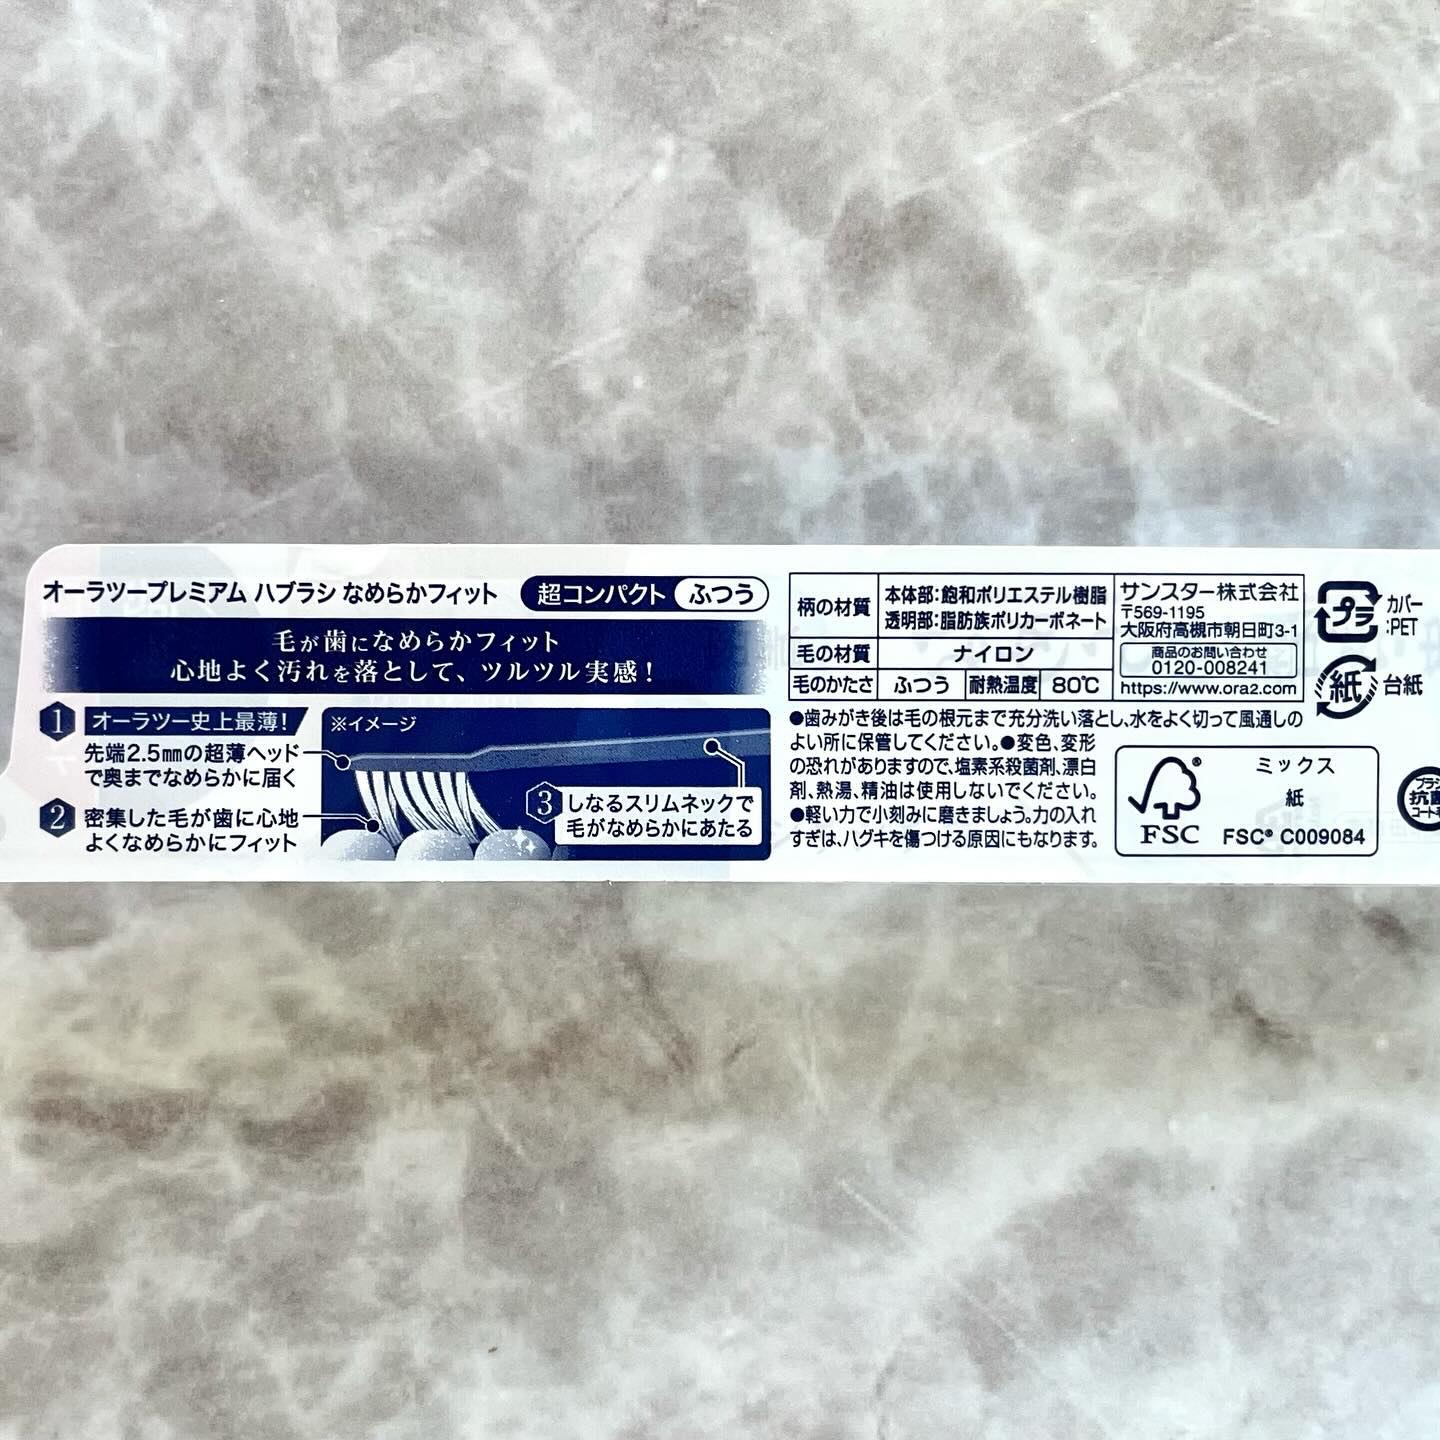 オーラツープレミアム ハブラシ なめらかフィット 超コンパクト ふつう
毛が歯になめらかフィット
心地よく汚れを落として、ツルツル実感！
1 オーラツー史上最薄！
先端2.5㎜の超薄ヘッド
で奥までなめらかに届く
2 密集した毛が歯に心地
よくなめらかにフィット
※イメージ
3 しなるスリムネックで
毛がなめらかにあたる
柄の材質 本体部：飽和ポリエステル樹脂
透明部：脂肪族ポリカーボネート
毛の材質 ナイロン
毛のかたさ ふつう 耐熱温度 80℃
サンスター株式会社
〒569-1195
大阪府高槻市朝日町3-1
商品のお問い合わせ
0120-008241
https://www.ora2.com
●歯みがき後は毛の根元まで充分洗い落とし、水をよく切って風通しの
よい所に保管してください。●変色、変形
の恐れがありますので、塩素系殺菌剤、漂白
剤、熱湯、精油は使用しないでください。
●軽い力で小刻みに磨きましょう。力の入れ
すぎは、ハグキを傷つける原因にもなります。
プラ カバー
：PET
紙 台紙
FSC®
ミックス
紙
FSC® C009084
ブラシ
抗菌
コート